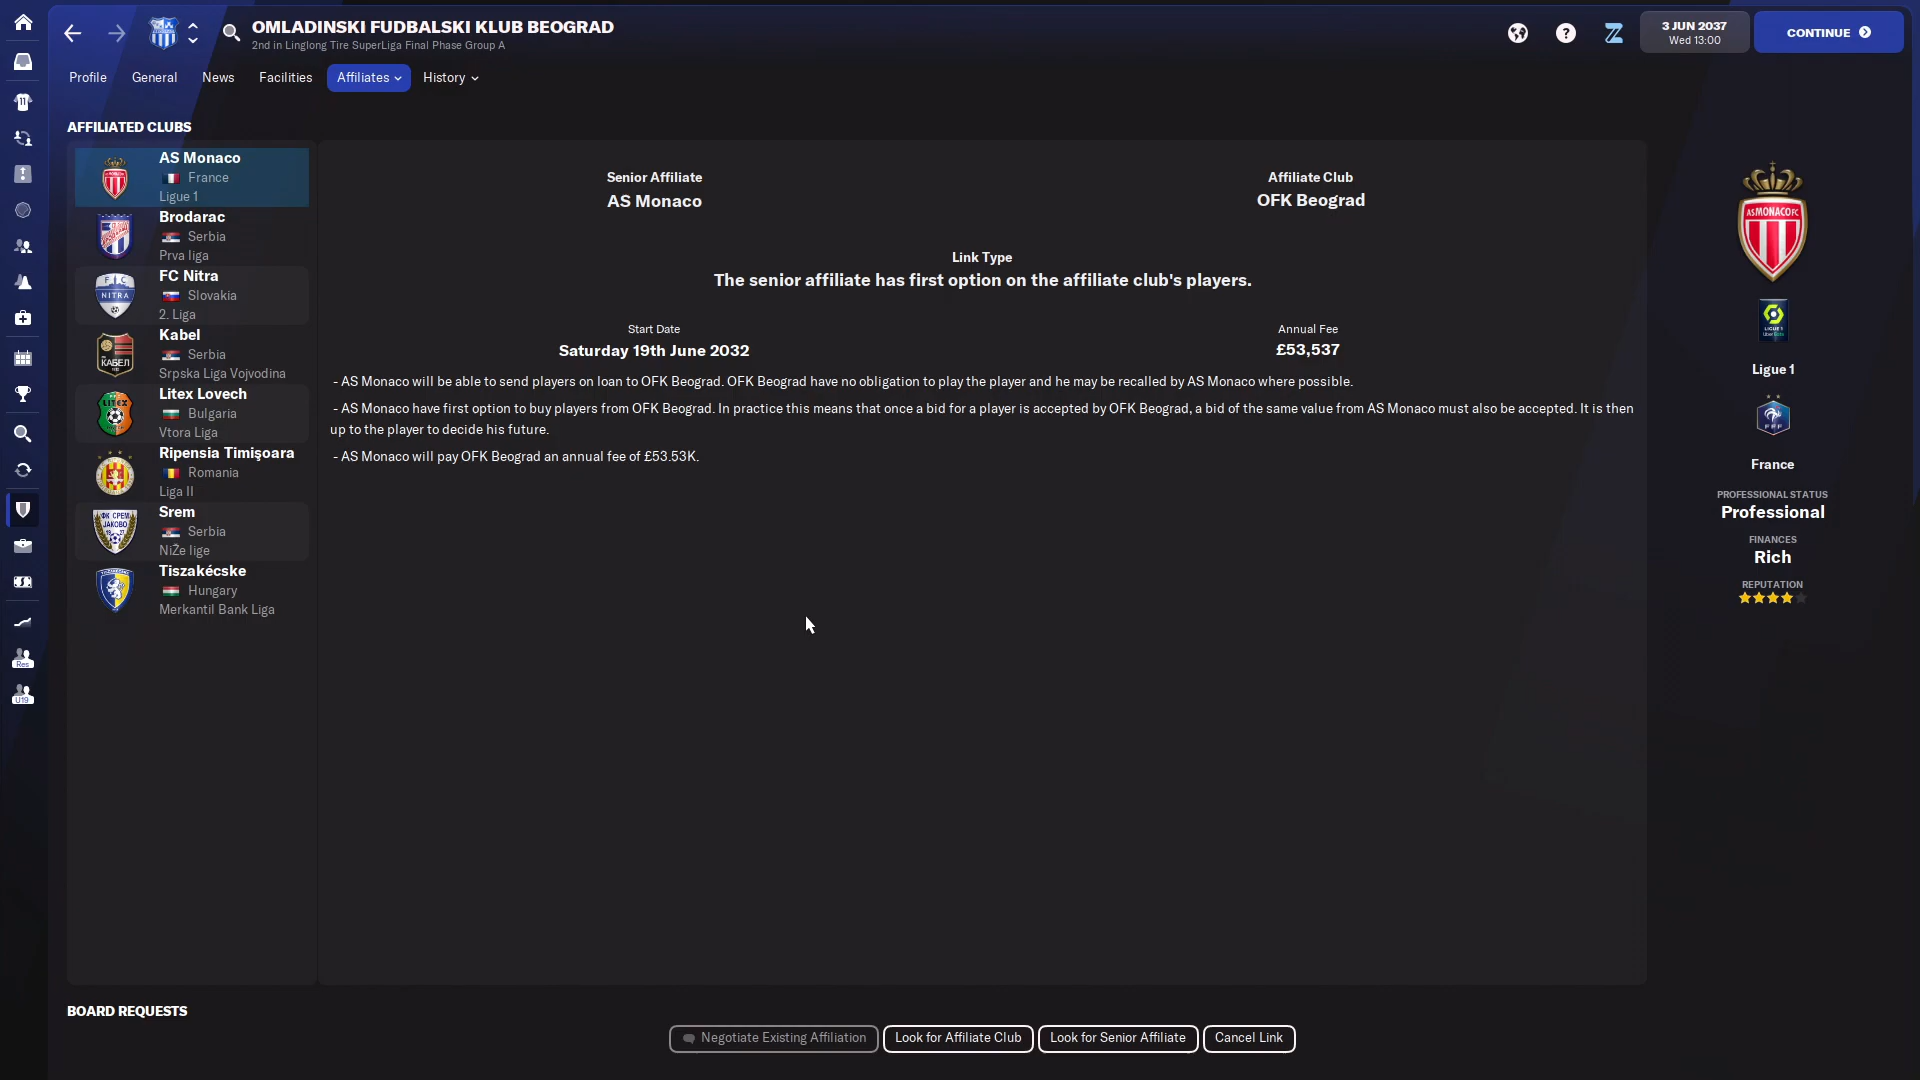 OMLADINSKI FUDBALSKI KLUB BEOGRAD
2nd in Linglong Tire SuperLiga Final Phase Group A
3 JUN 2037
Wed 13:00
CONTINUE
Profile
General
News
Facilities
Affiliates
History
AFFILIATED CLUBS
AS Monaco
France
Ligue 1
Brodarac
Serbia
Prva liga
FC Nitra
Slovakia
2. Liga
Kabel
Serbia
Srpska Liga Vojvodina
Litex Lovech
Bulgaria
Vtora Liga
Ripensia Timişoara
Romania
Liga II
Srem
Serbia
NiŽe lige
Tiszakécske
Hungary
Merkantil Bank Liga
Senior Affiliate
AS Monaco
Affiliate Club
OFK Beograd
Link Type
The senior affiliate has first option on the affiliate club's players.
Start Date
Saturday 19th June 2032
Annual Fee
£53,537
- AS Monaco will be able to send players on loan to OFK Beograd. OFK Beograd have no obligation to play the player and he may be recalled by AS Monaco where possible.
- AS Monaco have first option to buy players from OFK Beograd. In practice this means that once a bid for a player is accepted by OFK Beograd, a bid of the same value from AS Monaco must also be accepted. It is then
up to the player to decide his future.
- AS Monaco will pay OFK Beograd an annual fee of £53.53K.
AS MONACO FC
LIGUE 1
Ligue 1
FFF
France
PROFESSIONAL STATUS
Professional
FINANCES
Rich
REPUTATION
Res
U19
BOARD REQUESTS
Negotiate Existing Affiliation
Look for Affiliate Club
Look for Senior Affiliate
Cancel Link